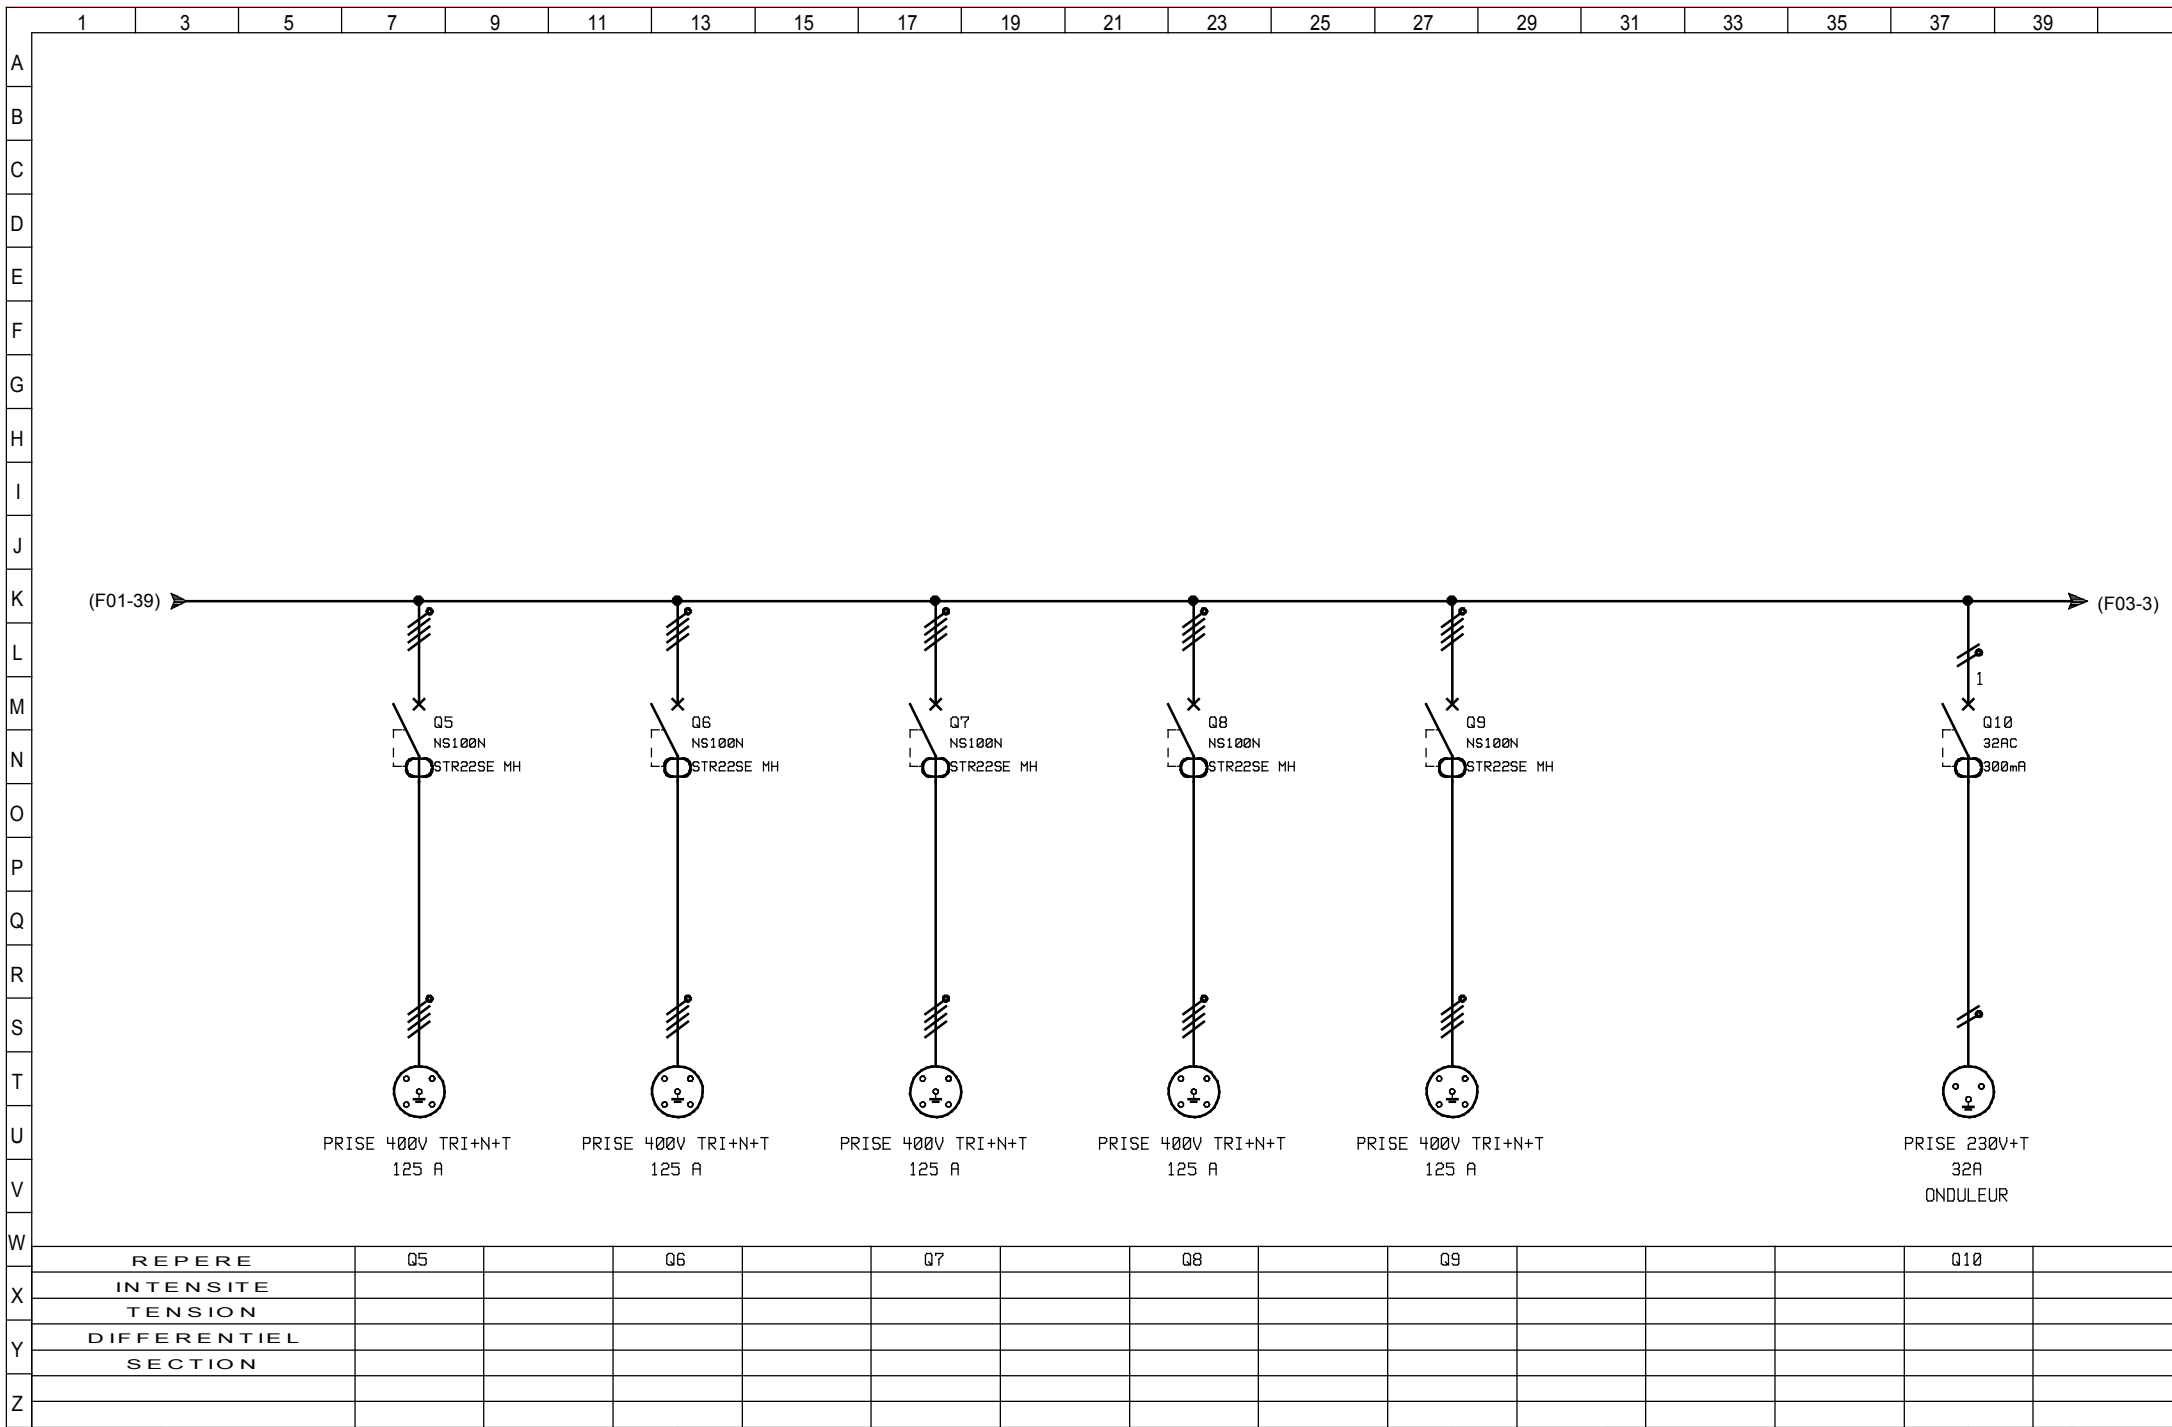 1 3 5 7 9 11 13 15 17 19 21 23 25 27 29 31 33 35 37 39
A
B
C
D
E
F
G
H
I
J
K
(F01-39) (F03-3)
L
1
M
Q5 Q6 Q7 Q8 Q9 Q10
NS100N NS100N NS100N NS100N NS100N 32AC
N
STR22SE MH STR22SE MH STR22SE MH STR22SE MH STR22SE MH 300mA
O
P
Q
R
S
T
U
PRISE 400V TRI+N+T PRISE 400V TRI+N+T PRISE 400V TRI+N+T PRISE 400V TRI+N+T PRISE 400V TRI+N+T PRISE 230V+T
125 A 125 A 125 A 125 A 125 A 32A
V
ONDULEUR
W
REPERE Q5 Q6 Q7 Q8 Q9 Q10
INTENSITE
X
TENSION
DIFFERENTIEL
Y
SECTION
Z